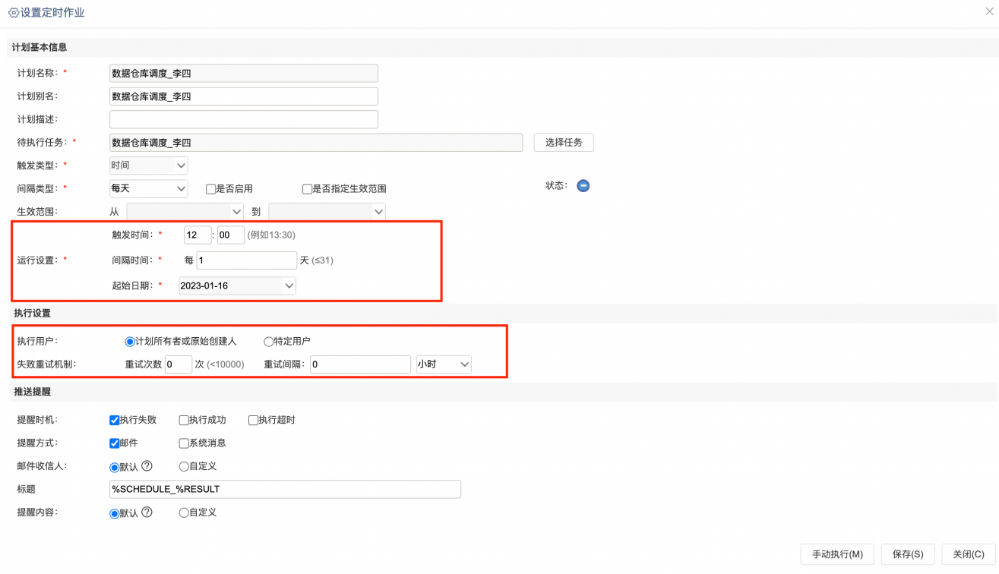 设置定时作业
计划基本信息
计划名称: * 数据仓库调度_李四
计划别名: 数据仓库调度_李四
计划描述:
待执行任务: * 数据仓库调度_李四 选择任务
触发类型: * 时间
间隔类型: * 每天 是否启用 是否指定生效范围 状态:
生效范围: 从 到
触发时间: * 12 : 00 (例如13:30)
运行设置: * 间隔时间: * 每 1 天 (≤31)
起始日期: * 2023-01-16
执行设置
执行用户: 计划所有者或原始创建人 特定用户
失败重试机制: 重试次数 0 次 (<10000) 重试间隔: 0 小时
推送提醒
提醒时机: 执行失败 执行成功 执行超时
提醒方式: 邮件 系统消息
邮件收信人: 默认 ? 自定义
标题 %SCHEDULE_%RESULT
提醒内容: 默认 ? 自定义
手动执行(M) 保存(S) 关闭(C)